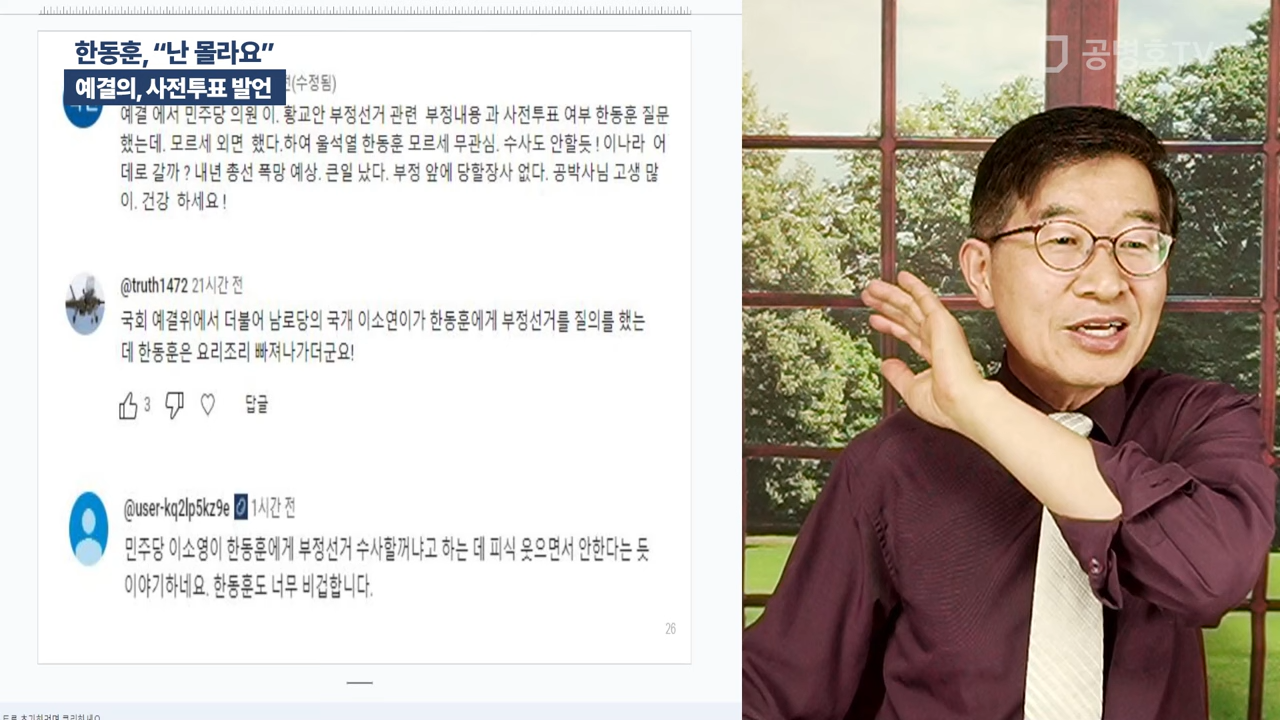 한동훈, “난 몰라요”
예결의, 사전투표 발언
전(수정됨)
예결 에서 민주당 의원 이. 황교안 부정선거 관련 부정내용 과 사전투표 여부 한동훈 질문
했는데. 모르세 외면 했다.하여 울석열 한동훈 모르세 무관심. 수사도 안할듯 ! 이나라 어
데로 갈까 ? 내년 총선 폭망 예상. 큰일 났다. 부정 앞에 당할장사 없다. 공박사님 고생 많
이. 건강 하세요 !
@truth1472 21시간 전
국회 예결위에서 더불어 남로당의 국개 이소연이가 한동훈에게 부정선거를 질의를 했는
데 한동훈은 요리조리 빠져나가더군요!
3 답글
@user-kq2lp5kz9e 1시간 전
민주당 이소영이 한동훈에게 부정선거 수사할꺼냐고 하는 데 피식 웃으면서 안한다는 듯
이야기하네요. 한동훈도 너무 비겁합니다.
26
공병호TV